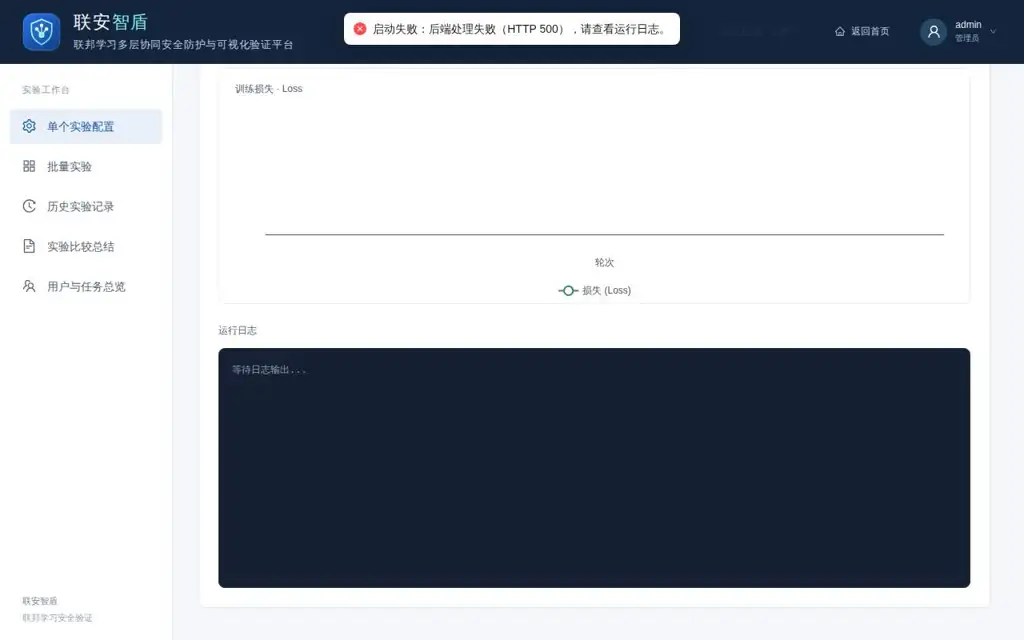 联安智盾
联邦学习多层协同安全防护与可视化验证平台
启动失败：后端处理失败（HTTP 500），请查看运行日志。
返回首页
admin
管理员
实验工作台
单个实验配置
批量实验
历史实验记录
实验比较总结
用户与任务总览
联安智盾
联邦学习安全验证
训练损失 · Loss
轮次
损失 (Loss)
运行日志
等待日志输出...